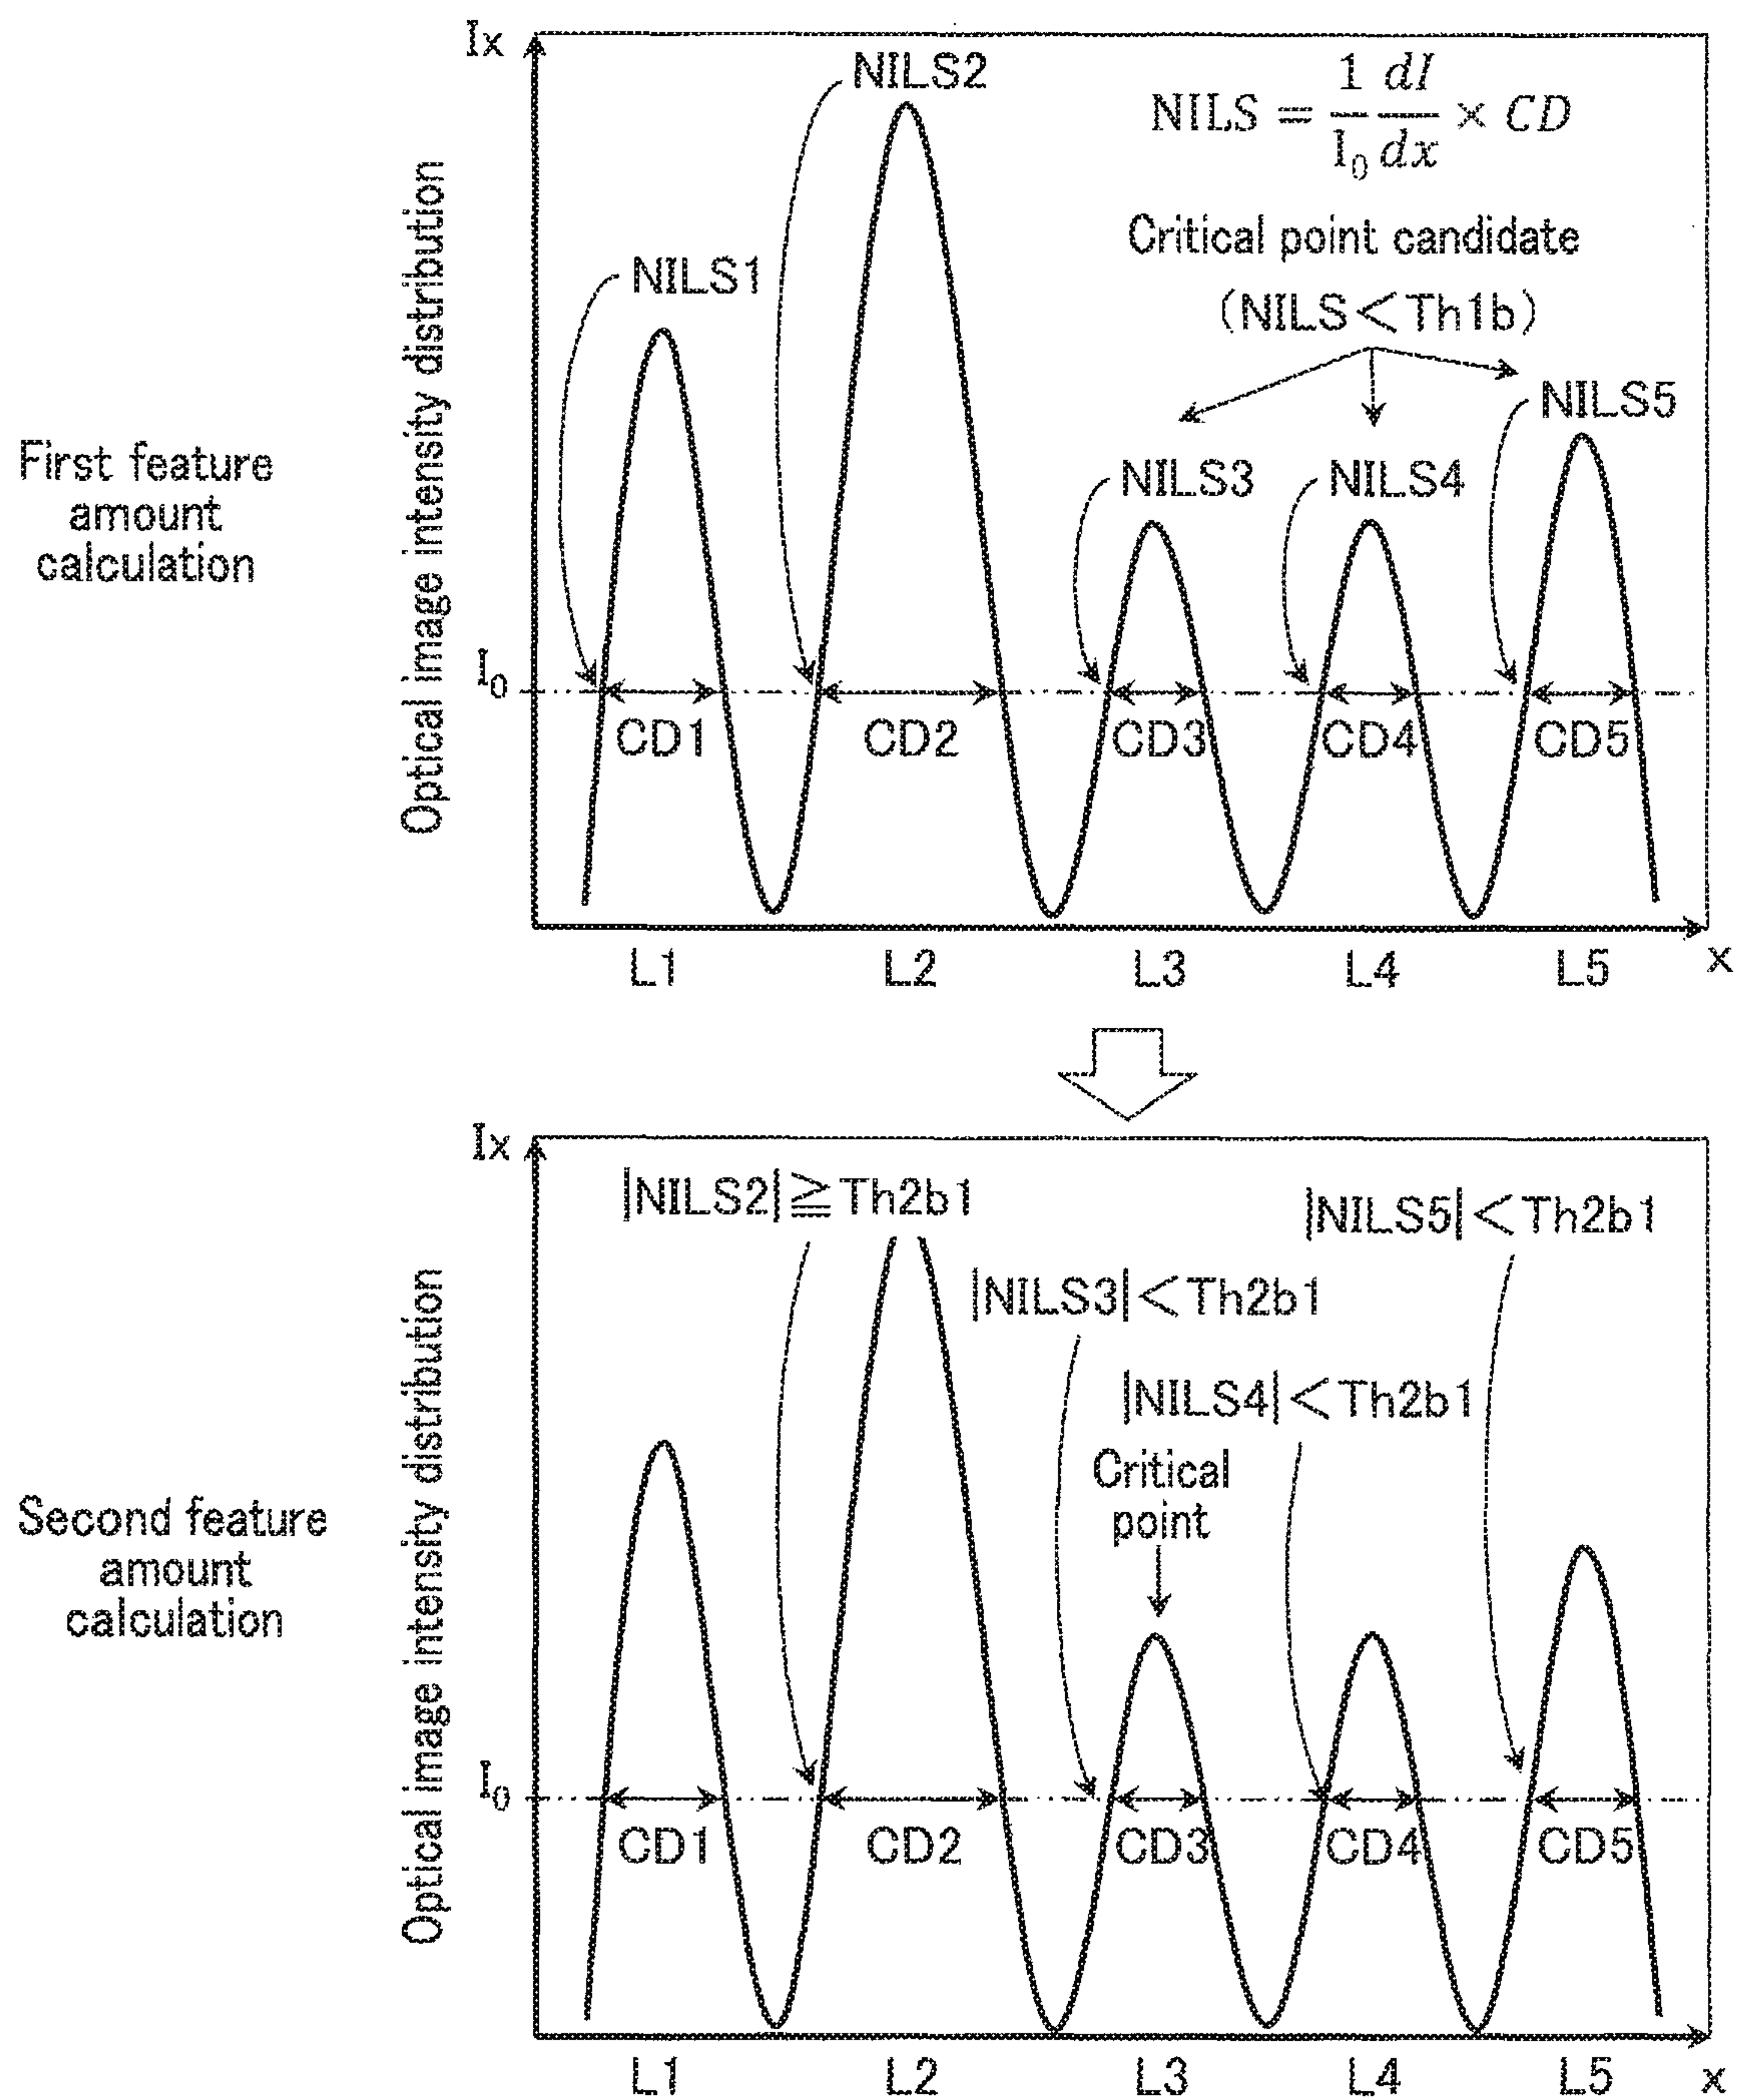 Ix
NILS2
NILS = 1/I₀ dI/dx × CD
Critical point candidate
(NILS<Th1b)
NILS1
NILS5
NILS3
NILS4
First feature
amount
calculation
Optical image intensity distribution
I₀
CD1
CD2
CD3
CD4
CD5
L1
L2
L3
L4
L5
x
Ix
|NILS2|≧Th2b1
|NILS5|<Th2b1
|NILS3|<Th2b1
|NILS4|<Th2b1
Critical
point
Second feature
amount
calculation
Optical image intensity distribution
I₀
CD1
CD2
CD3
CD4
CD5
L1
L2
L3
L4
L5
x